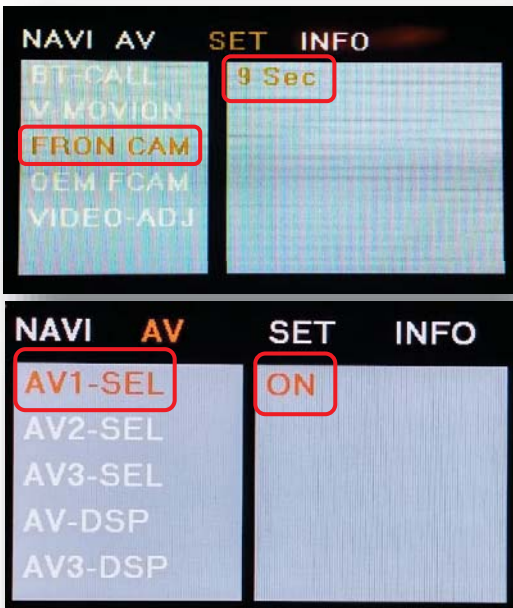 NAVI AV SET INFO
BT-CALL 9 Sec
V-MOVION
FRON CAM
OEM FCAM
VIDEO-ADJ
NAVI AV SET INFO
AV1-SEL ON
AV2-SEL
AV3-SEL
AV-DSP
AV3-DSP